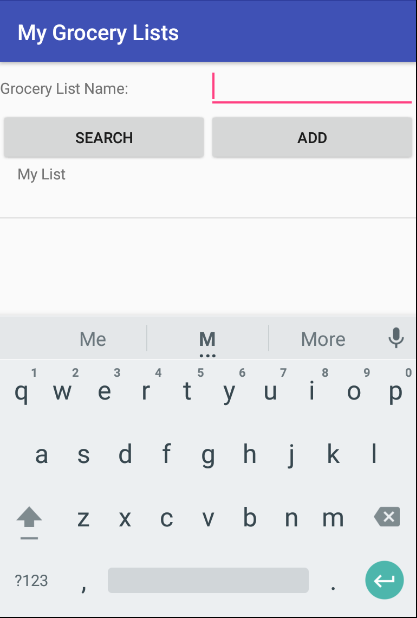 My Grocery Lists
Grocery List Name:
SEARCH ADD
My List
Me M More
1 2 3 4 5 6 7 8 9 0
q w e r t y u i o p
a s d f g h j k l
z x c v b n m
?123 , .